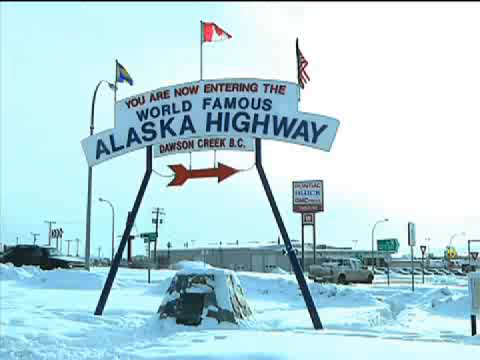 YOU ARE NOW ENTERING THE
WORLD FAMOUS
ALASKA HIGHWAY
DAWSON CREEK B.C.
PONTIAC
BUICK
GMC